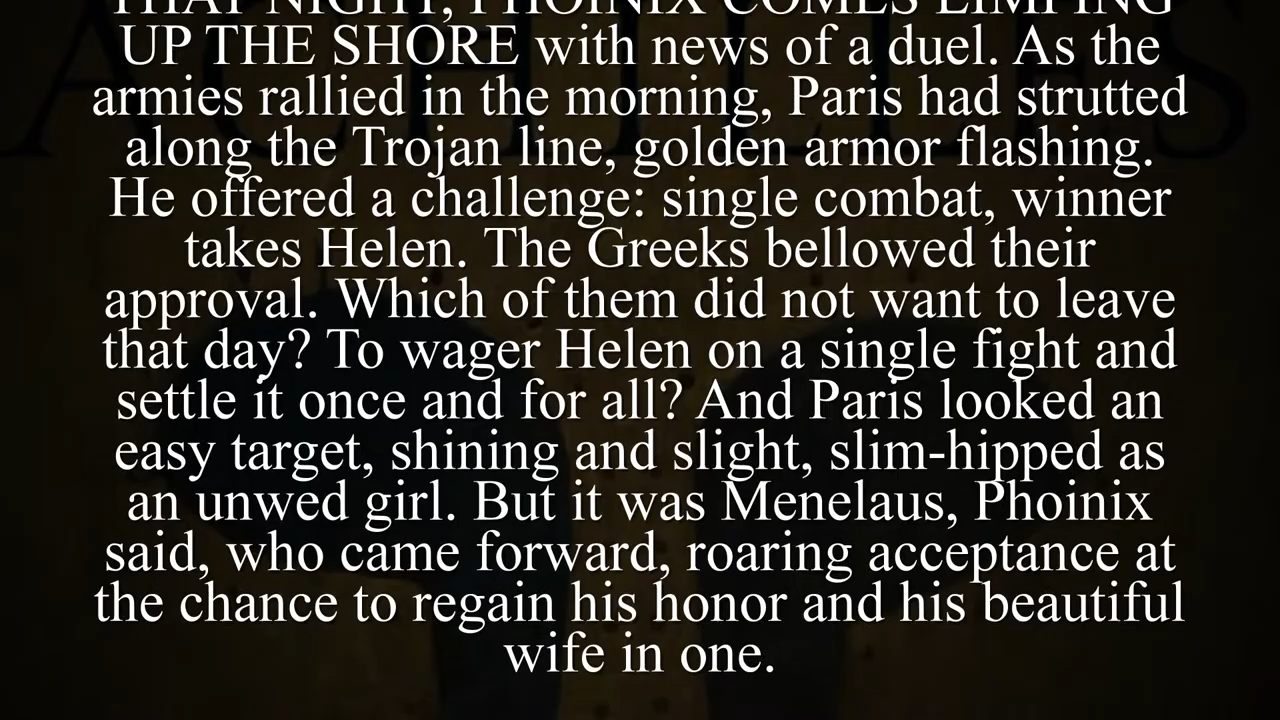 THAT NIGHT, PHOINIX COMES LIMPING
UP THE SHORE with news of a duel. As the
armies rallied in the morning, Paris had strutted
along the Trojan line, golden armor flashing.
He offered a challenge: single combat, winner
takes Helen. The Greeks bellowed their
approval. Which of them did not want to leave
that day? To wager Helen on a single fight and
settle it once and for all? And Paris looked an
easy target, shining and slight, slim-hipped as
an unwed girl. But it was Menelaus, Phoinix
said, who came forward, roaring acceptance at
the chance to regain his honor and his beautiful
wife in one.